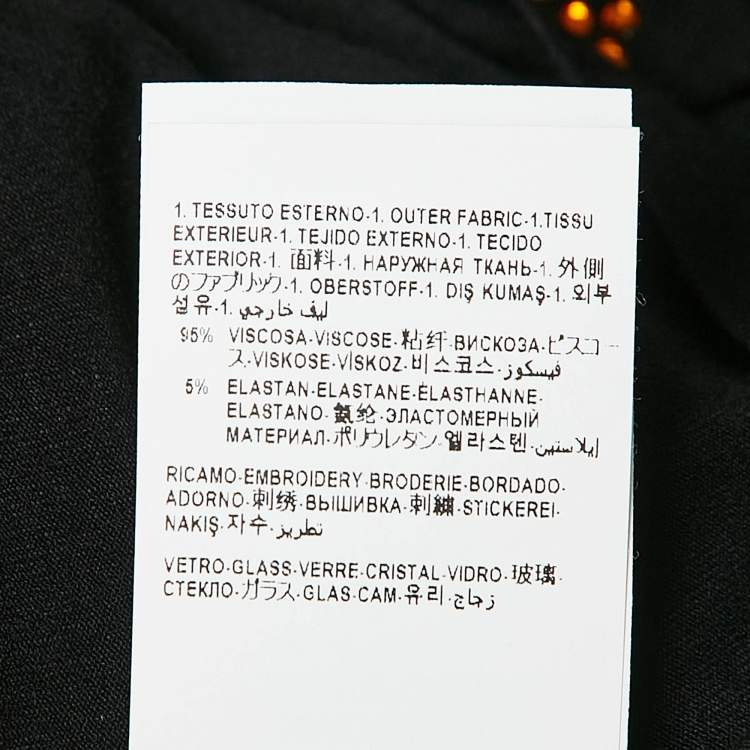 1. TESSUTO ESTERNO-1. OUTER FABRIC-1.TISSU
EXTERIEUR-1. TEJIDO EXTERNO-1. TECIDO
EXTERIOR-1. 面料-1. НАРУЖНАЯ ТКАНЬ-1. 外側
のファブリック-1. OBERSTOFF-1. DIŞ KUMAŞ-1. 외부
섬유-1. ليف خارجي
95% VISCOSA-VISCOSE-粘纤-ВИСКОЗА-ビスコー
ス-VISKOSE-VİSKOZ-비스코스-فيسكوز
5% ELASTAN-ELASTANE-ÉLASTHANNE-
ELASTANO-氨纶-ЭЛАСТОМЕРНЫЙ
МАТЕРИАЛ-ポリウレタン-엘라스텐-إيلاستين
RICAMO-EMBROIDERY-BRODERIE-BORDADO-
ADORNO-刺绣-ВЫШИВКА-刺繍-STICKEREI-
NAKIŞ-자수-تطريز
VETRO-GLASS-VERRE-CRISTAL-VIDRO-玻璃-
СТЕКЛО-ガラス-GLAS-CAM-유리-زجاج